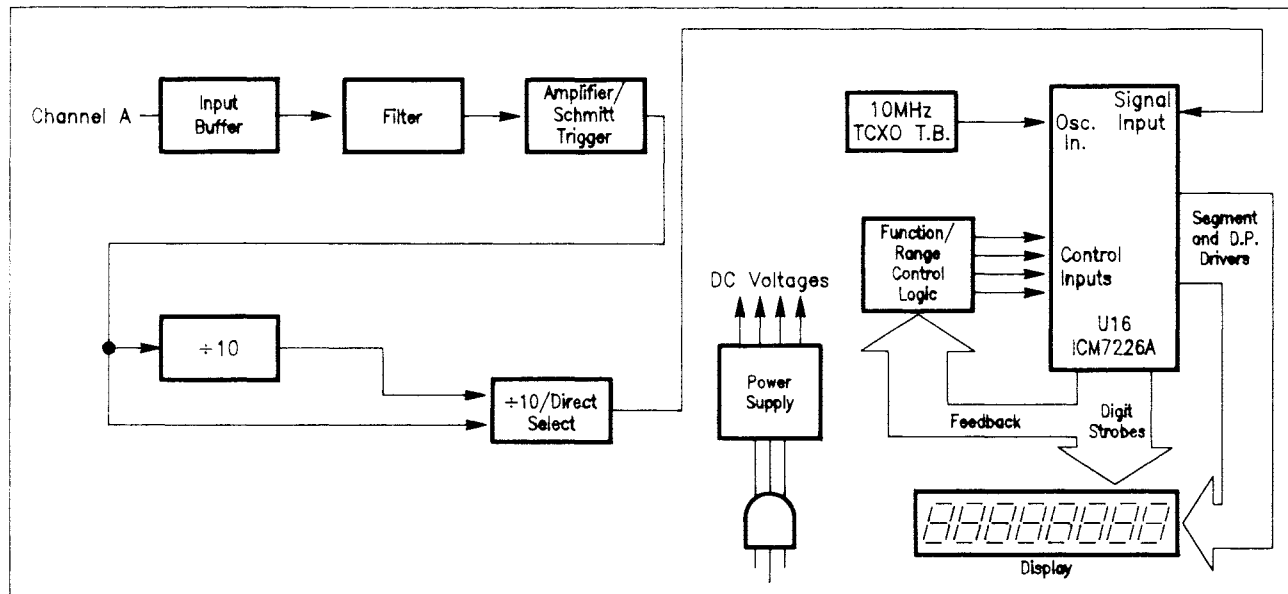 Channel A
Input
Buffer
Filter
Amplifier/
Schmitt
Trigger
10MHz
TCXO T.B.
Signal
Input
Osc.
In.
Segment
and D.P.
Drivers
Function/
Range
Control
Logic
Control
Inputs
U16
ICM7226A
DC Voltages
÷10
÷10/Direct
Select
Power
Supply
Feedback
Digit
Strobes
88888888
Display